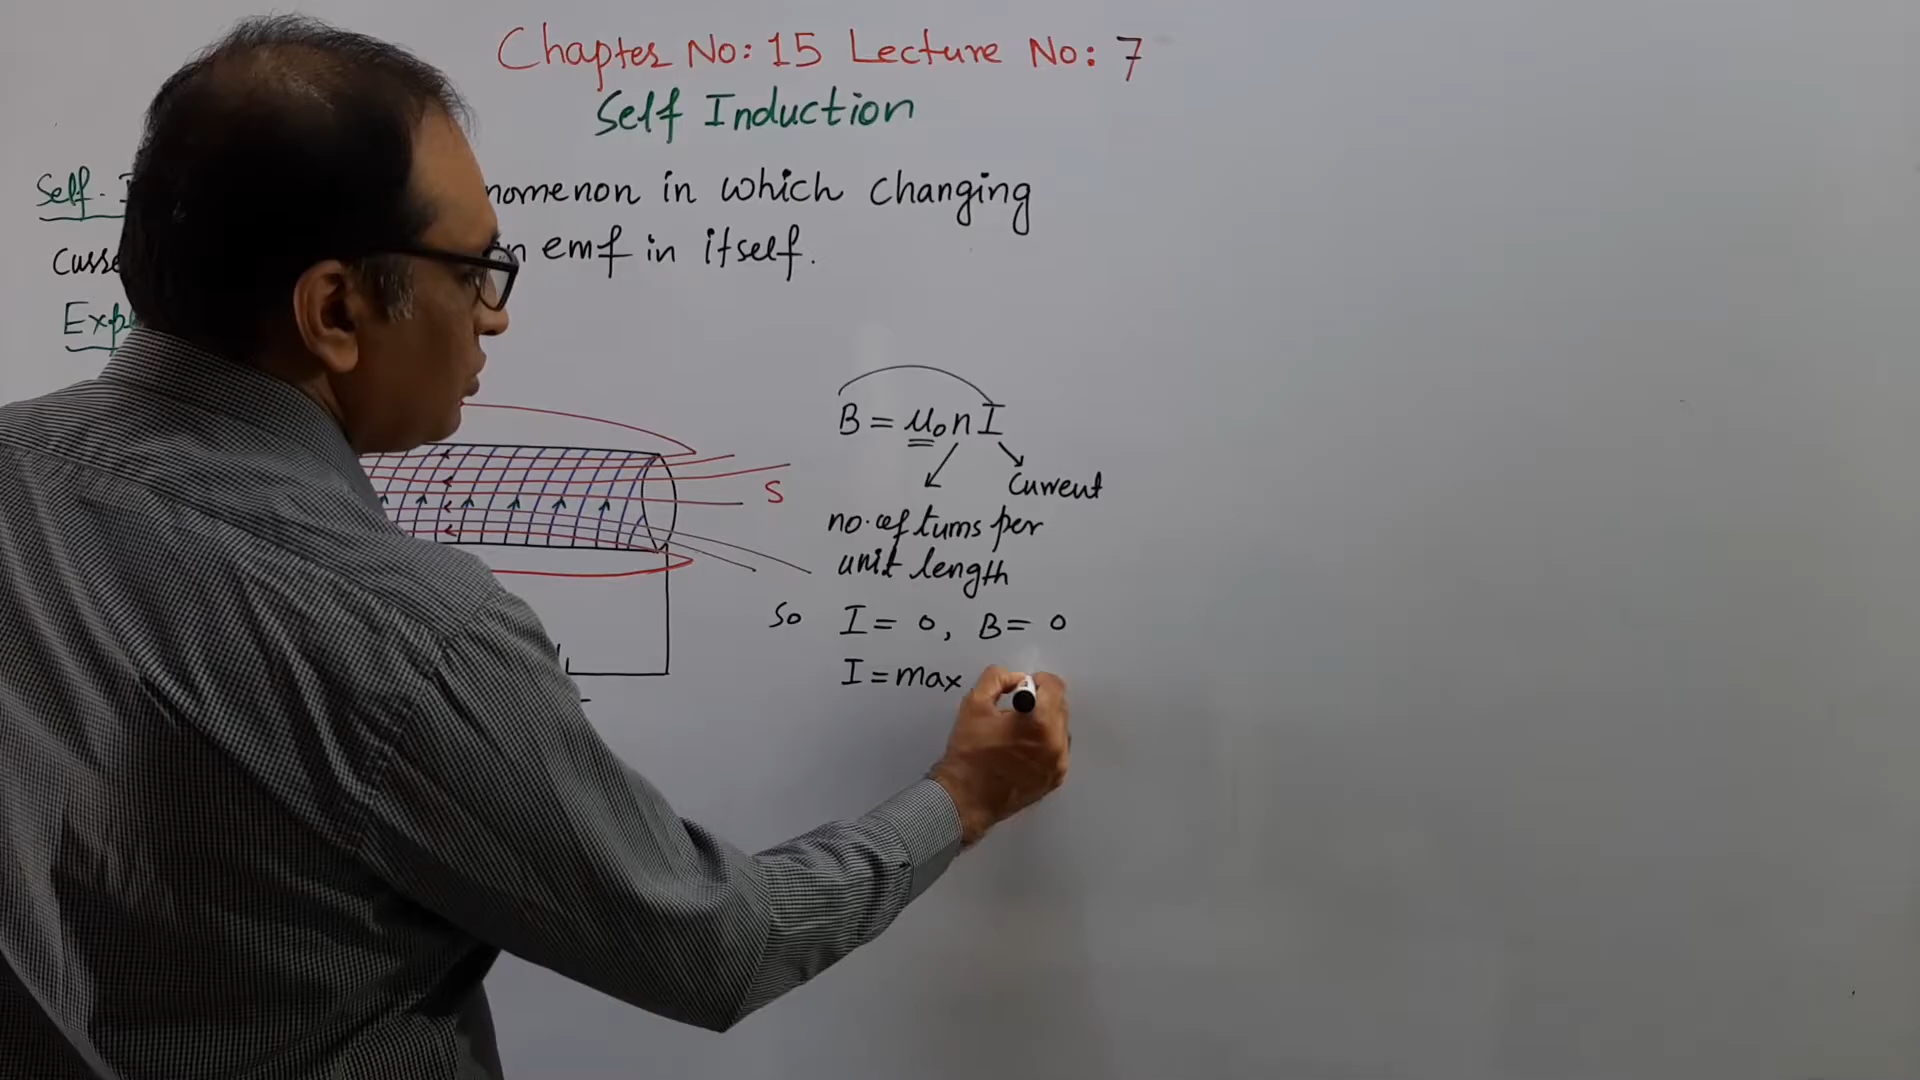 Chapter No: 15 Lecture No: 7
Self Induction
Self- nomenon in which changing
emf in itself.
Exp
B = μ₀nI
Current
S
no. of turns per
unit length
So I = 0, B = 0
I = max